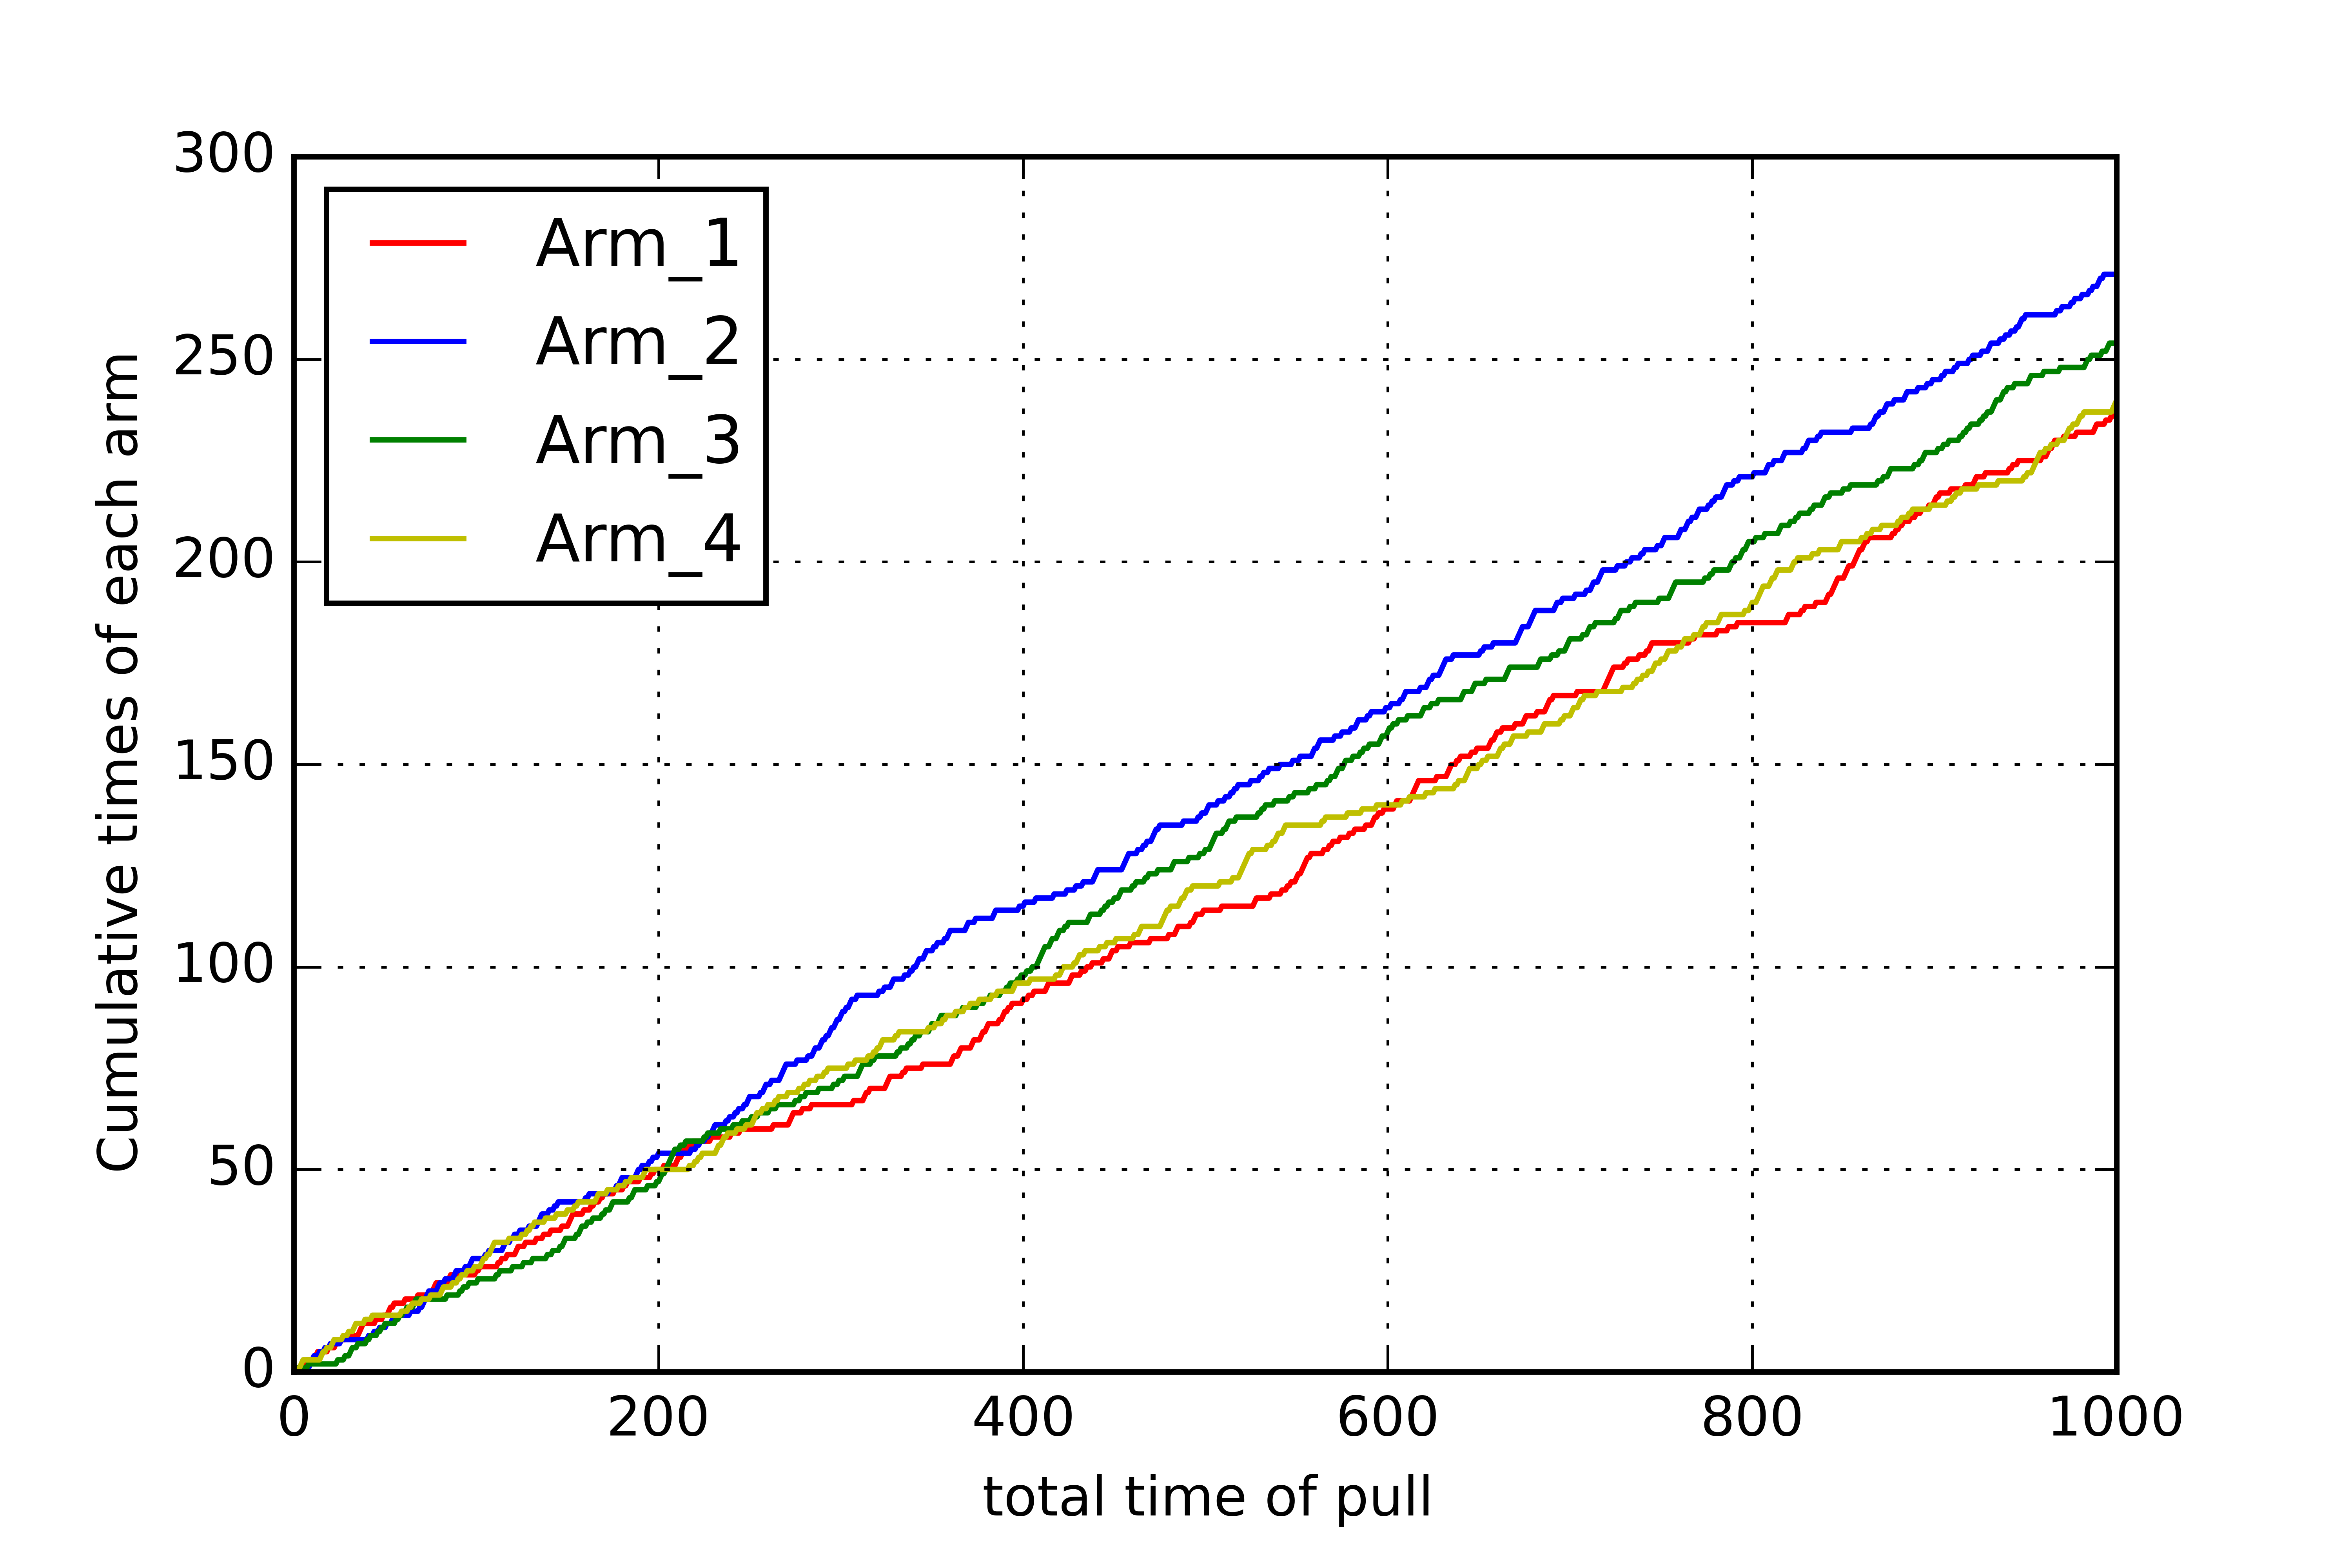 300
250
200
150
100
50
0
Cumulative times of each arm
Arm_1
Arm_2
Arm_3
Arm_4
0 200 400 600 800 1000
total time of pull